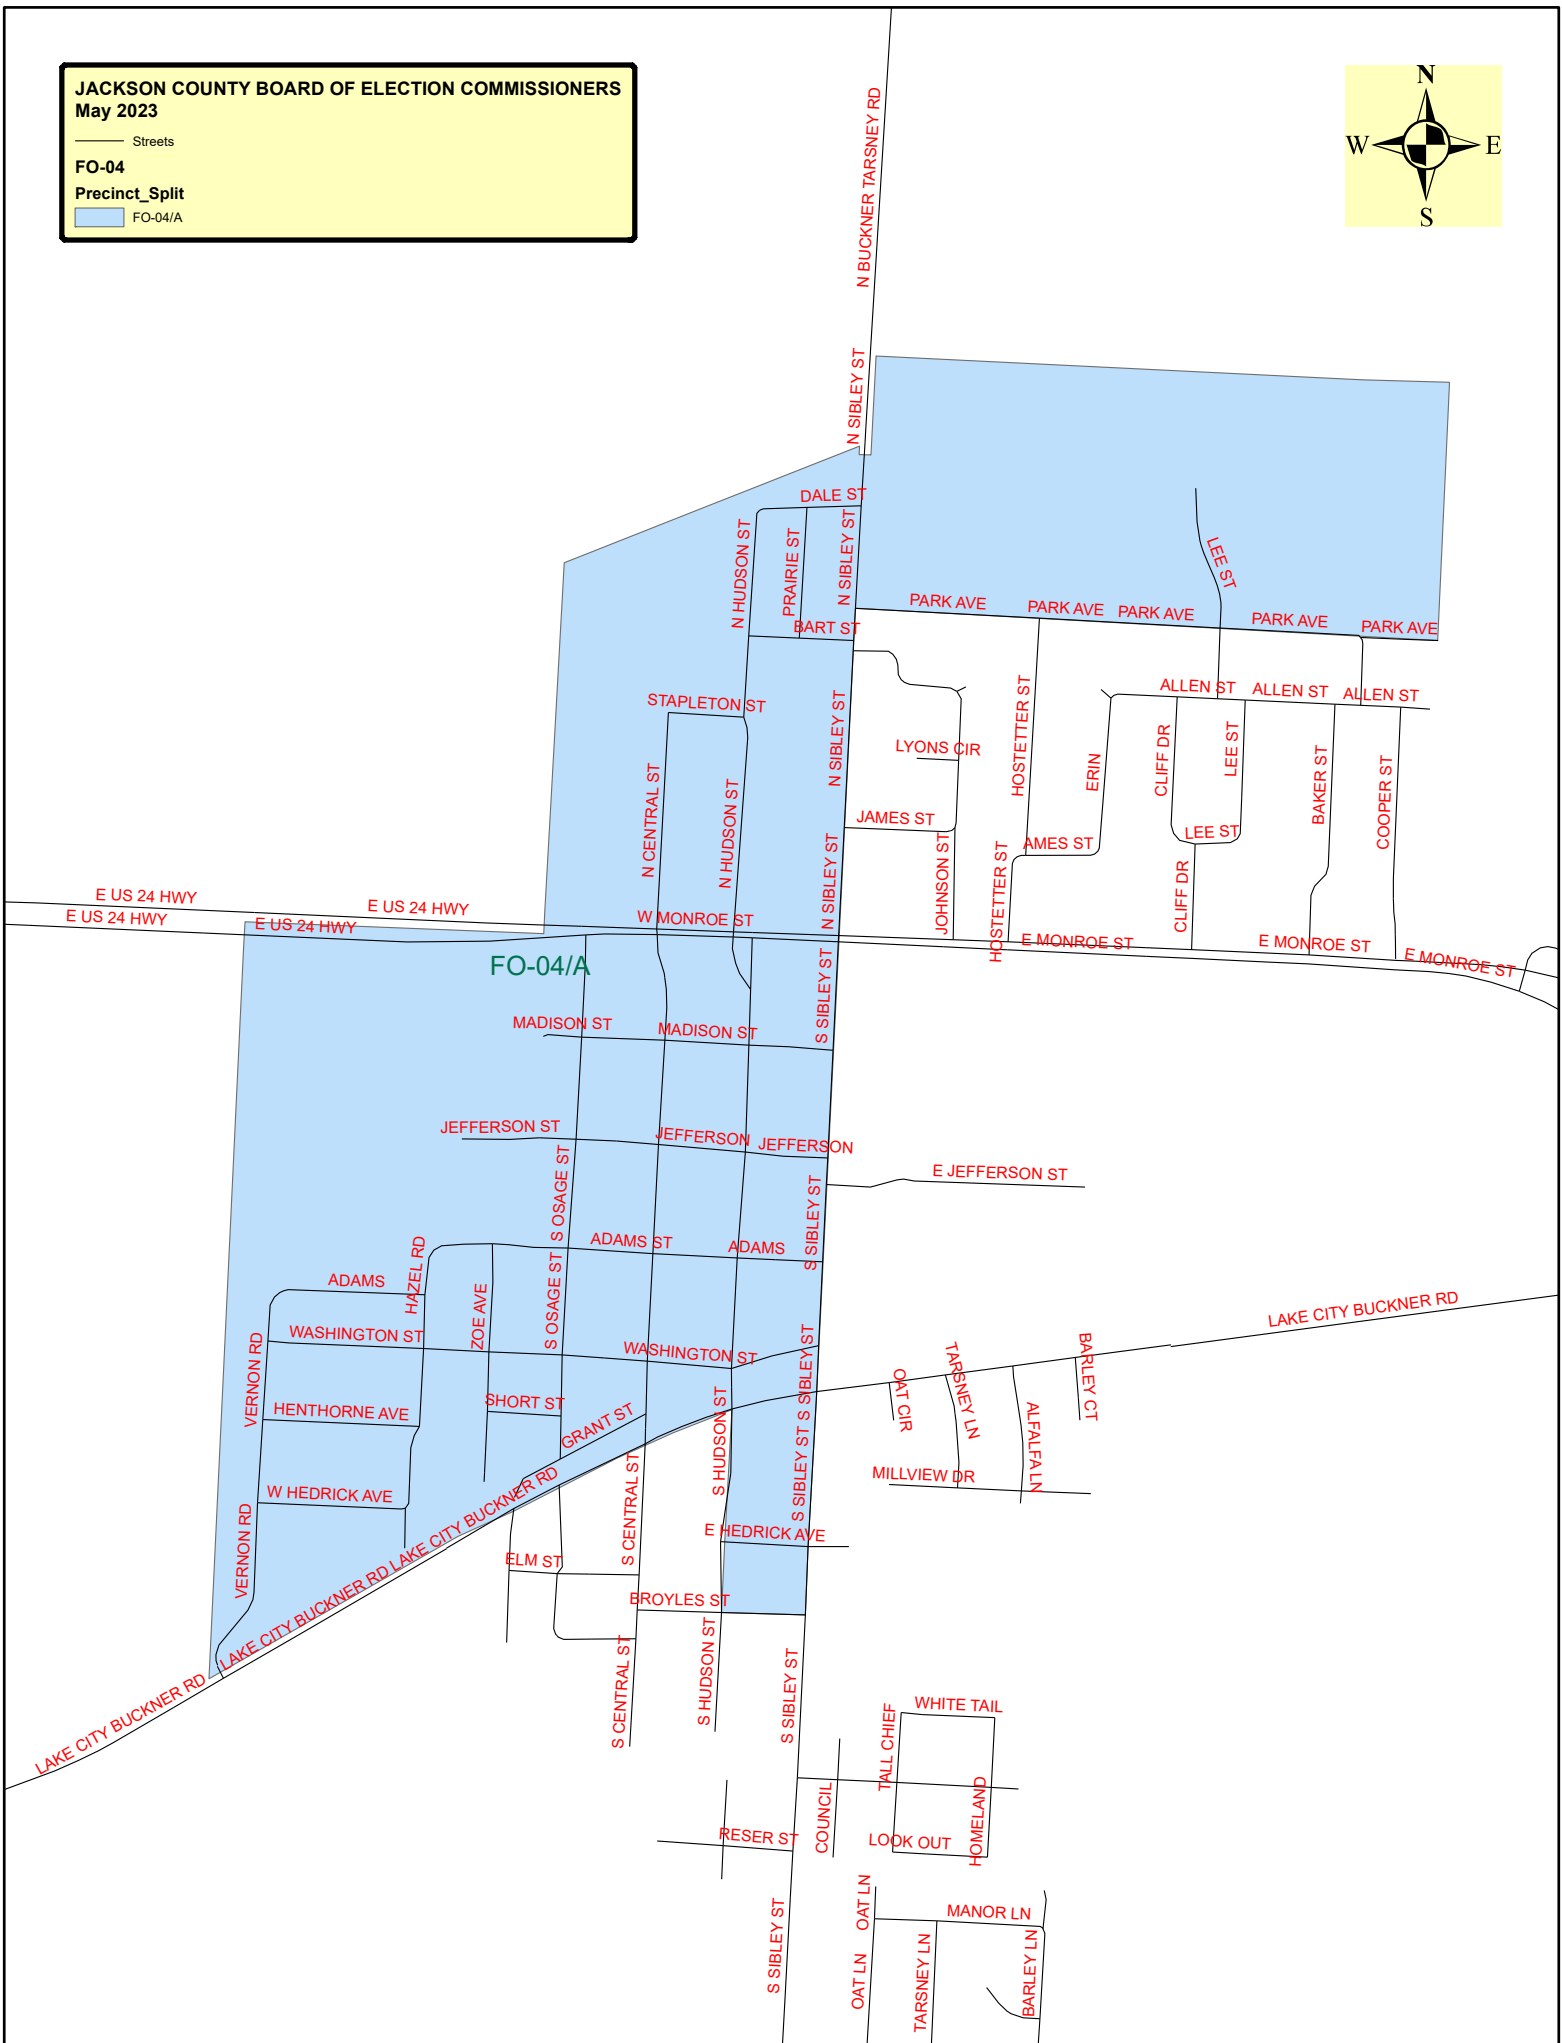 JACKSON COUNTY BOARD OF ELECTION COMMISSIONERS
May 2023
Streets
FO-04
Precinct_Split
FO-04/A
N
W
E
S
N BUCKNER TARSNEY RD
N SIBLEY ST
DALE ST
N HUDSON ST
PRAIRIE ST
N SIBLEY ST
LEE ST
PARK AVE
PARK AVE
PARK AVE
PARK AVE
PARK AVE
BART ST
STAPLETON ST
N SIBLEY ST
HOSTETTER ST
ALLEN ST
ALLEN ST
ALLEN ST
LYONS CIR
ERIN
CLIFF DR
LEE ST
BAKER ST
COOPER ST
N CENTRAL ST
N HUDSON ST
JAMES ST
AMES ST
LEE ST
N SIBLEY ST
JOHNSON ST
HOSTETTER ST
CLIFF DR
E US 24 HWY
E US 24 HWY
E US 24 HWY
E US 24 HWY
W MONROE ST
E MONROE ST
E MONROE ST
E MONROE ST
FO-04/A
S SIBLEY ST
MADISON ST
MADISON ST
JEFFERSON ST
JEFFERSON
JEFFERSON
E JEFFERSON ST
S OSAGE ST
S SIBLEY ST
ADAMS ST
ADAMS
HAZEL RD
ADAMS
S OSAGE ST
ZOE AVE
LAKE CITY BUCKNER RD
WASHINGTON ST
WASHINGTON ST
VERNON RD
S SIBLEY ST
TARSNEY LN
BARLEY CT
OAT CIR
SHORT ST
HENTHORNE AVE
GRANT ST
S HUDSON ST
ALFALFA LN
MILLVIEW DR
S SIBLEY ST
W HEDRICK AVE
LAKE CITY BUCKNER RD
S CENTRAL ST
E HEDRICK AVE
VERNON RD
ELM ST
LAKE CITY BUCKNER RD
BROYLES ST
S HUDSON ST
S CENTRAL ST
S SIBLEY ST
LAKE CITY BUCKNER RD
WHITE TAIL
TALL CHIEF
COUNCIL
HOMELAND
RESER ST
LOOK OUT
OAT LN
MANOR LN
S SIBLEY ST
OAT LN
TARSNEY LN
BARLEY LN